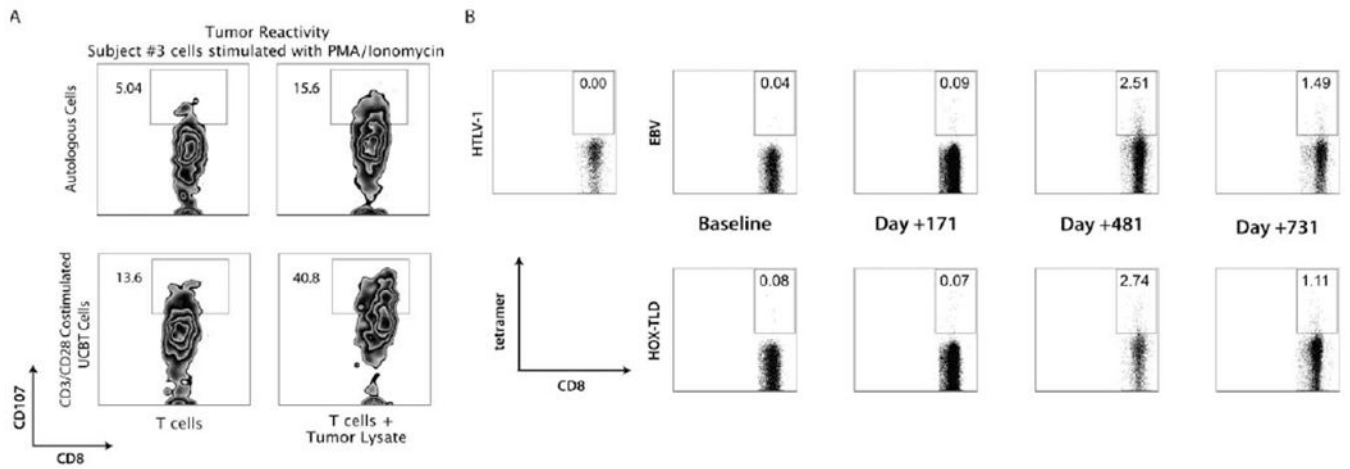 A
Tumor Reactivity
Subject #3 cells stimulated with PMA/Ionomycin
Autologous Cells
5.04
15.6
CD3/CD28 Costimulated
UCBT Cells
13.6
40.8
CD107
CD8
T cells
T cells +
Tumor Lysate
B
HTLV-1
0.00
EBV
0.04
0.09
2.51
1.49
Baseline
Day +171
Day +481
Day +731
tetramer
CD8
HOX-TLD
0.08
0.07
2.74
1.11